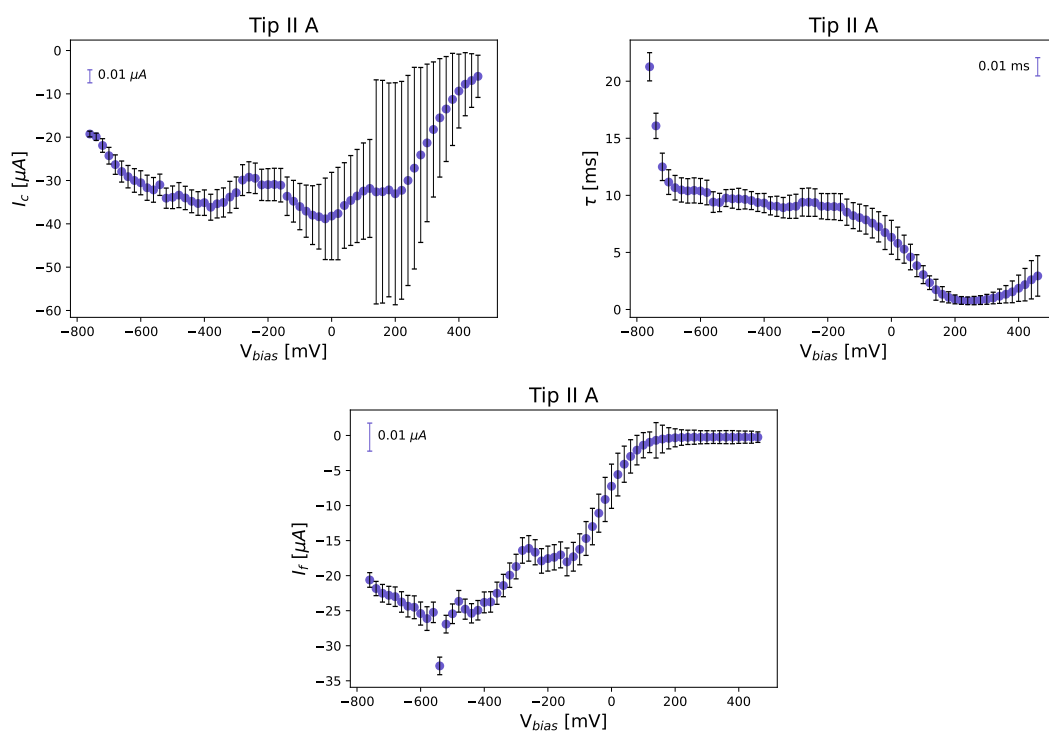 Tip II A
0
−10
−20
−30
−40
−50
−60
I_c [μA]
0.01 μA
−800 −600 −400 −200 0 200 400
V_bias [mV]
Tip II A
20
15
10
5
0
τ [ms]
0.01 ms
−800 −600 −400 −200 0 200 400
V_bias [mV]
Tip II A
0
−5
−10
−15
−20
−25
−30
−35
I_f [μA]
0.01 μA
−800 −600 −400 −200 0 200 400
V_bias [mV]